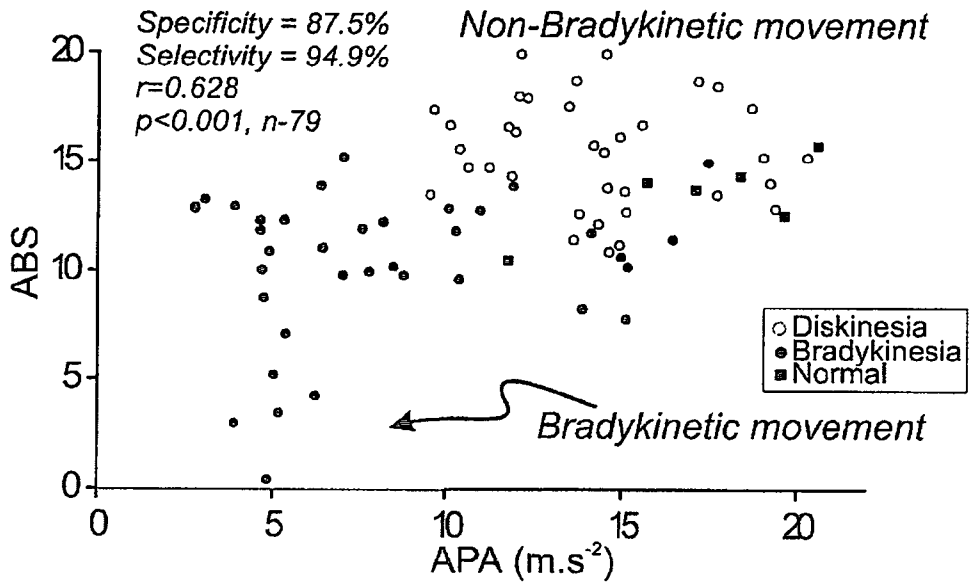 Specificity = 87.5%
Selectivity = 94.9%
r=0.628
p<0.001, n-79
Non-Bradykinetic movement
20
15
10
5
0
ABS
Diskinesia
Bradykinesia
Normal
Bradykinetic movement
0 5 10 15 20
APA (m.s⁻²)